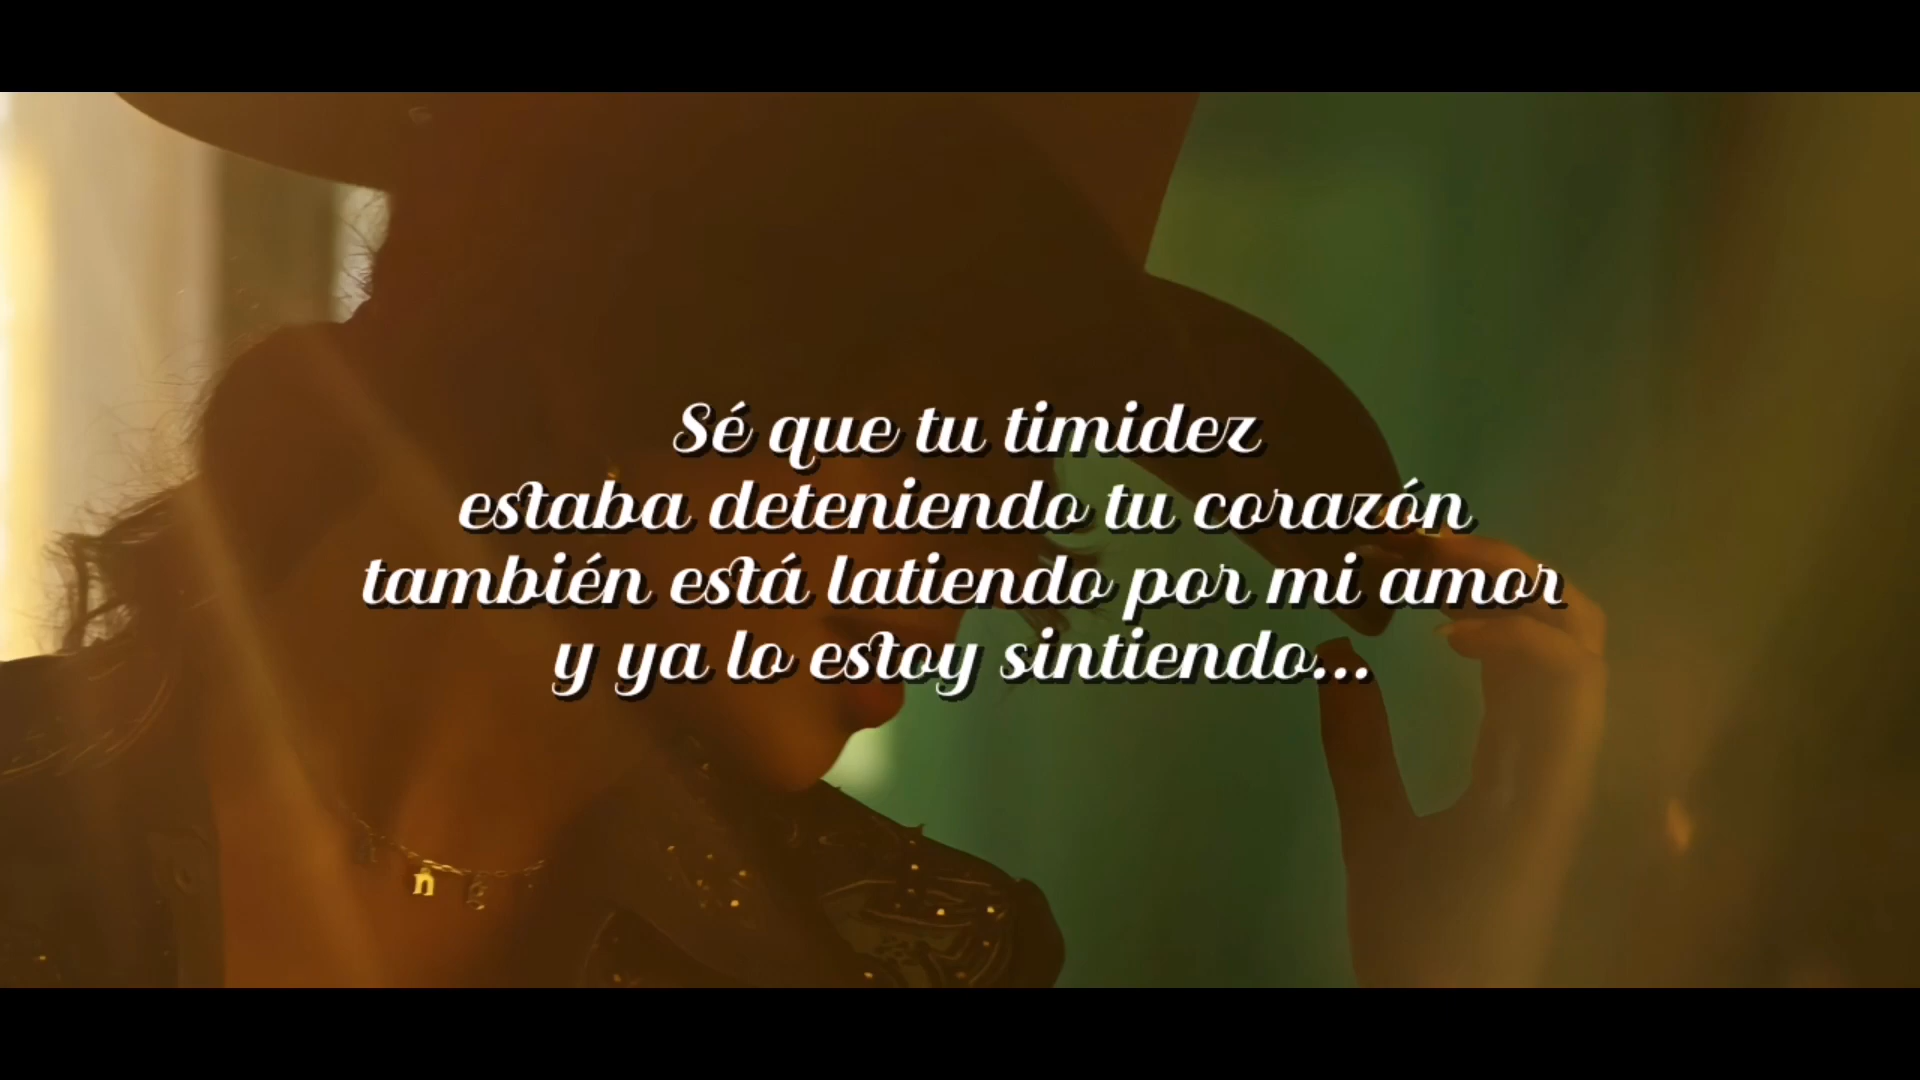 Sé que tu timidez
estaba deteniendo tu corazón
también está latiendo por mi amor
y ya lo estoy sintiendo...
n